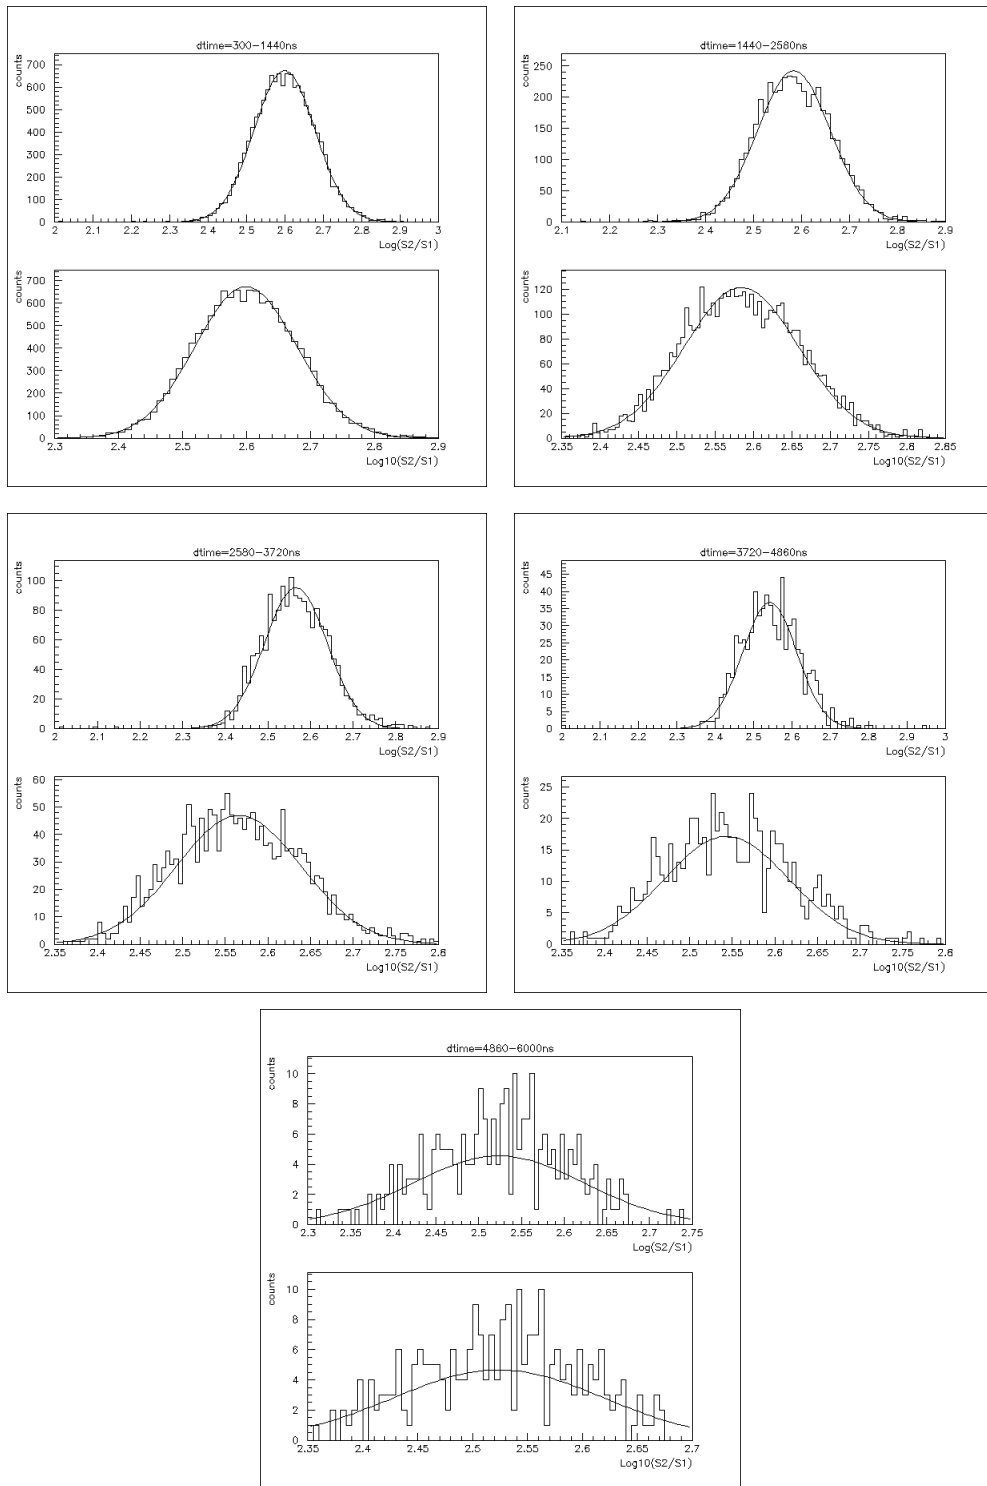 dtime=300-1440ns
counts
700
600
500
400
300
200
100
0
2 2.1 2.2 2.3 2 4 2.5 2 6 2.7 2.8 2.9 3
Log(S2/S1)
counts
700
600
500
400
300
200
100
0
2.3 2.4 2.5 2.6 2.7 2.8 2.9
Log10(S2/S1)
dtime=1440-2580ns
counts
250
200
150
100
50
0
2.1 2.2 2.3 2 4 2.5 2 6 2.7 2.8 2.9
Log(S2/S1)
counts
120
100
80
60
40
20
0
2.35 2.4 2.45 2.5 2.55 2.6 2.65 2.7 2.75 2.8 2.85
Log10(S2/S1)
dtime=2580-3720ns
counts
100
80
60
40
20
0
2 2.1 2.2 2.3 2.4 2.5 2.6 2.7 2.8 2.9
Log(S2/S1)
counts
60
50
40
30
20
10
0
2.35 2.4 2.45 2.5 2.55 2.6 2.65 2.7 2.75 2.8
Log10(S2/S1)
dtime=3720-4860ns
counts
45
40
35
30
25
20
15
10
5
0
2 2.1 2.2 2.3 2 4 2.5 2 6 2.7 2.8 2.9 3
Log(S2/S1)
counts
25
20
15
10
5
0
2.35 2.4 2.45 2.5 2.55 2.6 2.65 2.7 2.75 2.8
Log10(S2/S1)
dtime=4860-6000ns
counts
10
8
6
4
2
0
2.3 2.35 2.4 2.45 2.5 2.55 2.6 2.65 2.7 2.75
Log(S2/S1)
counts
10
8
6
4
2
0
2.35 2.4 2.45 2.5 2.55 2.6 2.65 2.7
Log10(S2/S1)